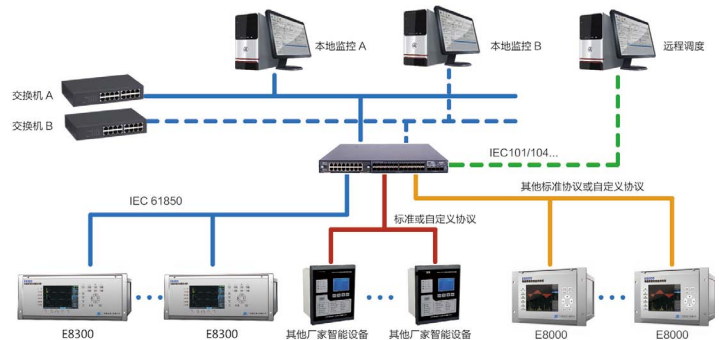 本地监控 A
本地监控 B
远程调度
交换机 A
交换机 B
IEC101/104...
IEC 61850
其他标准协议或自定义协议
标准或自定义协议
E8300
E8300
其他厂家智能设备
其他厂家智能设备
E8000
E8000